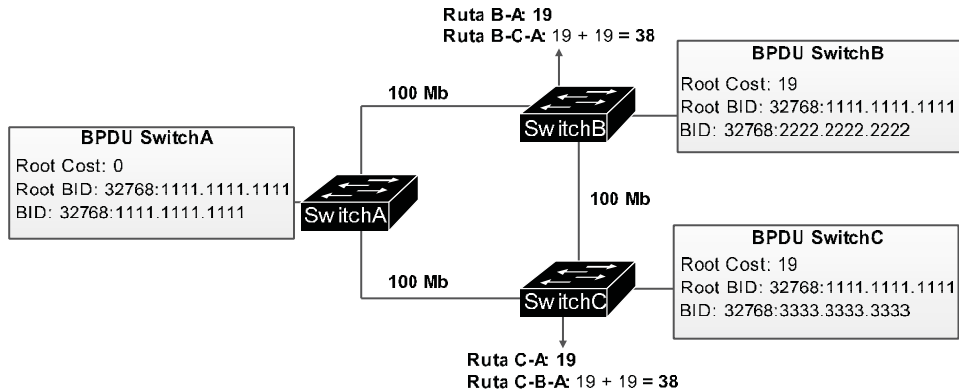 Ruta B-A: 19
Ruta B-C-A: 19 + 19 = 38
BPDU SwitchB
Root Cost: 19
Root BID: 32768:1111.1111.1111
BID: 32768:2222.2222.2222
100 Mb
SwitchB
BPDU SwitchA
Root Cost: 0
Root BID: 32768:1111.1111.1111
BID: 32768:1111.1111.1111
SwitchA
100 Mb
BPDU SwitchC
Root Cost: 19
Root BID: 32768:1111.1111.1111
BID: 32768:3333.3333.3333
100 Mb
SwitchC
Ruta C-A: 19
Ruta C-B-A: 19 + 19 = 38